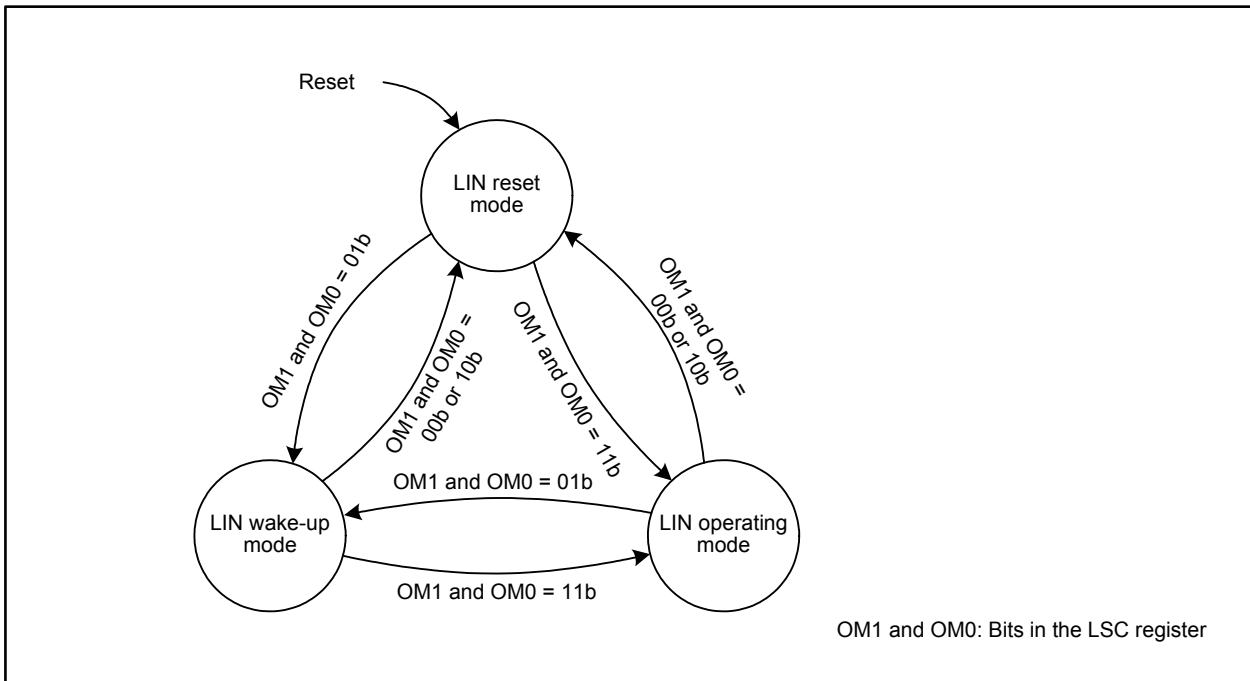 Reset
LIN reset
mode
OM1 and OM0 = 01b
OM1 and OM0 =
00b or 10b
OM1 and OM0 = 11b
OM1 and OM0 =
00b or 10b
LIN wake-up
mode
OM1 and OM0 = 01b
LIN operating
mode
OM1 and OM0 = 11b
OM1 and OM0: Bits in the LSC register